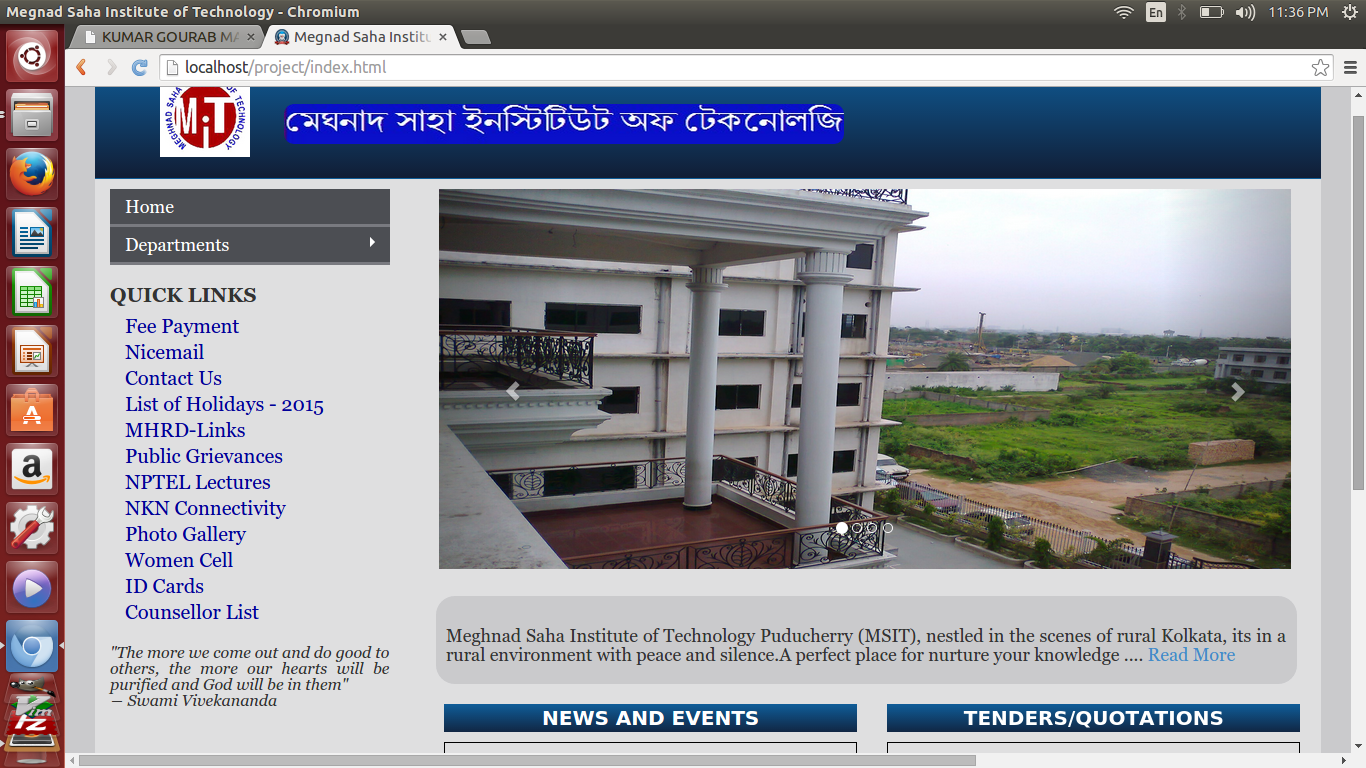 Megnad Saha Institute of Technology - Chromium
En
11:36 PM
KUMAR GOURAB MA
Megnad Saha Institu
localhost/project/index.html
MEGHNAD SAHA OF TECHNOLOGY
মেঘনাদ সাহা ইনস্টিটিউট অফ টেকনোলজি
Home
Departments
QUICK LINKS
Fee Payment
Nicemail
Contact Us
List of Holidays - 2015
MHRD-Links
Public Grievances
NPTEL Lectures
NKN Connectivity
Photo Gallery
Women Cell
ID Cards
Counsellor List
"The more we come out and do good to
others, the more our hearts will be
purified and God will be in them"
— Swami Vivekananda
Meghnad Saha Institute of Technology Puducherry (MSIT), nestled in the scenes of rural Kolkata, its in a
rural environment with peace and silence.A perfect place for nurture your knowledge .... Read More
NEWS AND EVENTS
TENDERS/QUOTATIONS